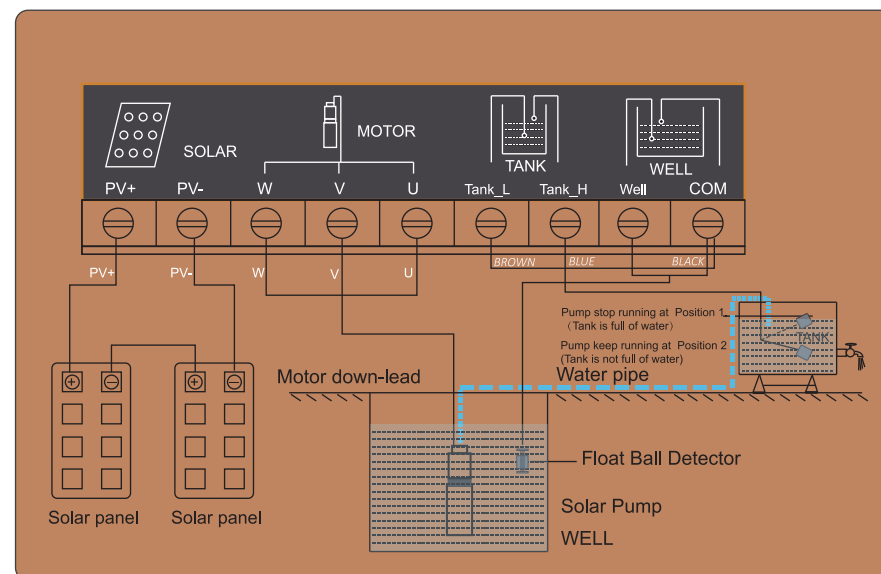 SOLAR
MOTOR
TANK
WELL
PV+ PV- W V U Tank_L Tank_H Well COM
PV+ PV- W V U BROWN BLUE BLACK
Pump stop running at Position 1
(Tank is full of water)
Pump keep running at Position 2
(Tank is not full of water)
TANK
Water pipe
Motor down-lead
Float Ball Detector
Solar Pump
WELL
Solar panel Solar panel